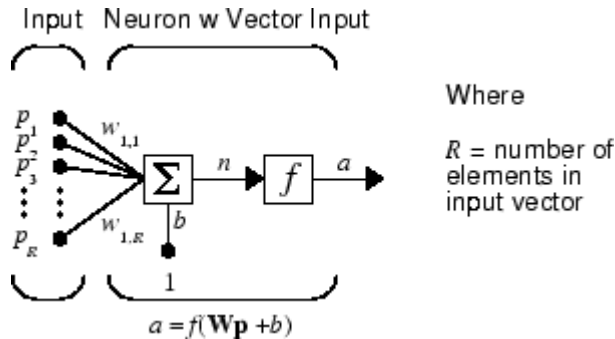 Input Neuron w Vector Input
p1
p2
p3
pR
w1,1
w1,R
Σ
n
f
a
b
1
a = f(Wp +b)
Where
R = number of
elements in
input vector